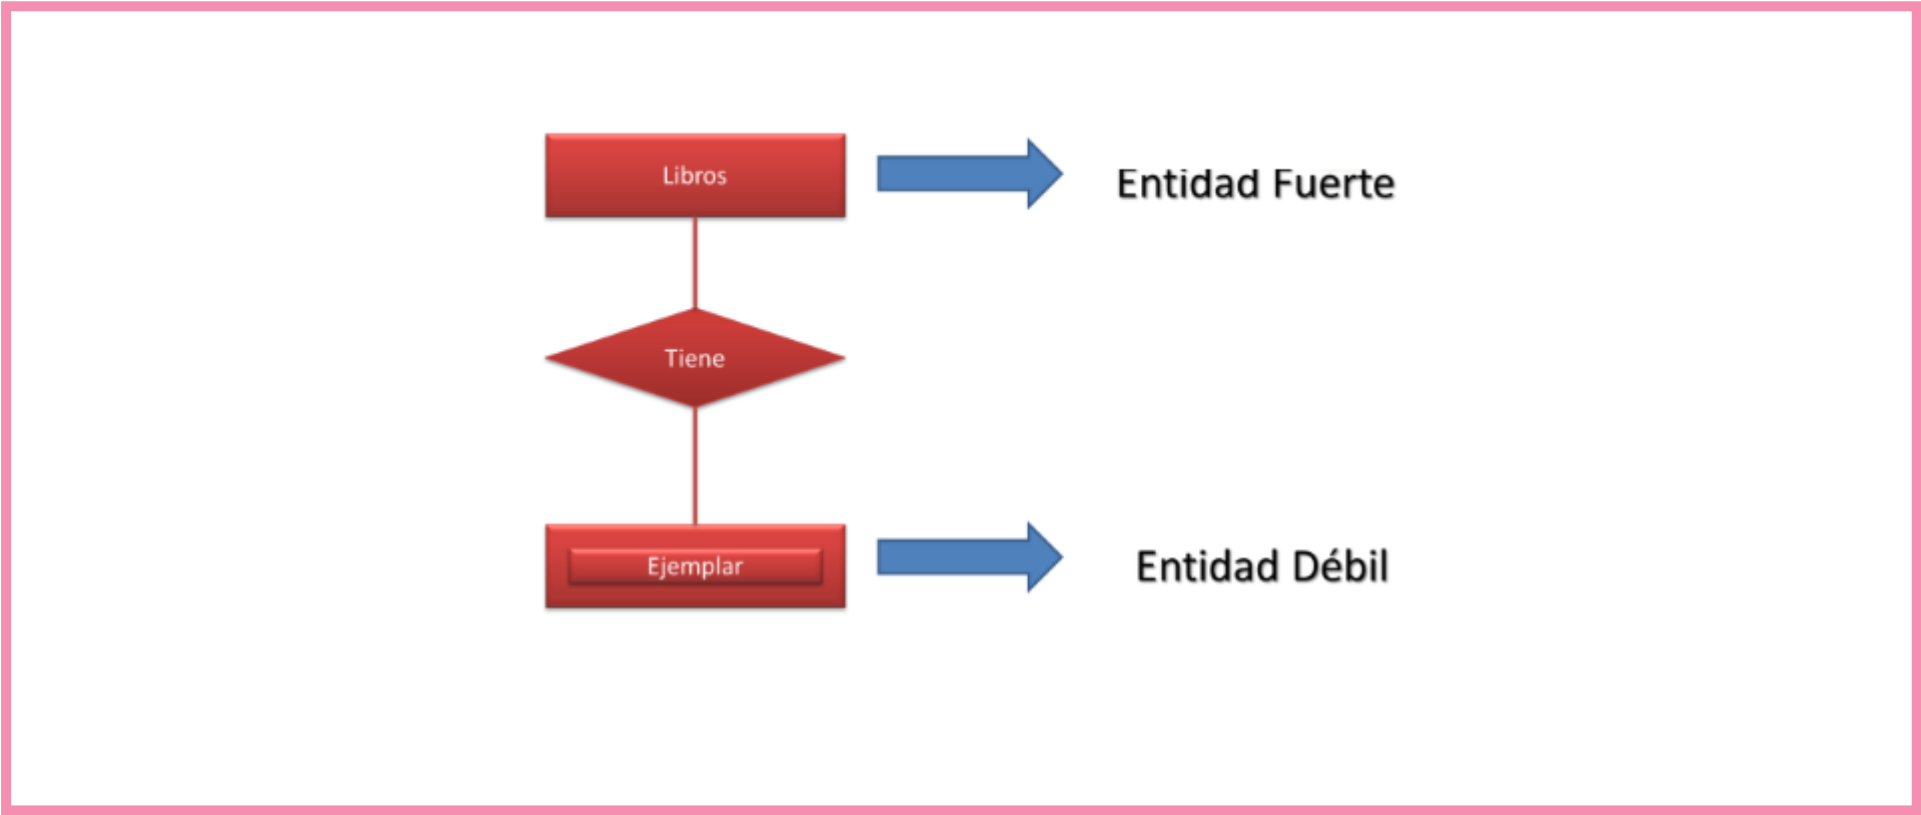 Libros
Entidad Fuerte
Tiene
Ejemplar
Entidad Débil